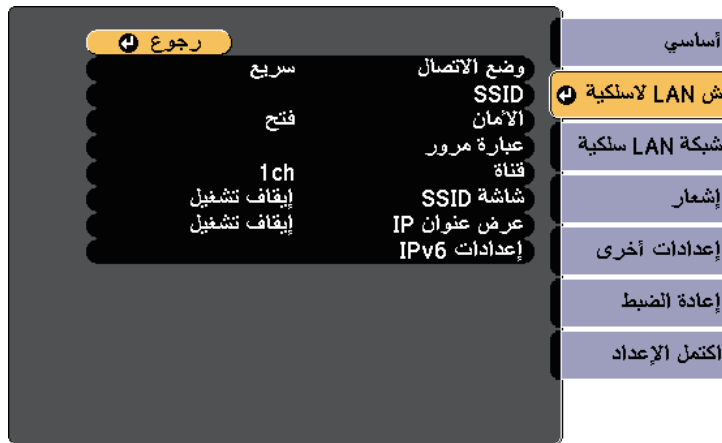 أساسي
ش LAN لاسلكية
شبكة LAN سلكية
إشعار
إعدادات أخرى
إعادة الضبط
اكتمل الإعداد
رجوع
وضع الاتصال سريع
SSID
الأمان فتح
عبارة مرور
قناة 1ch
شاشة SSID إيقاف تشغيل
عرض عنوان IP إيقاف تشغيل
إعدادات IPv6